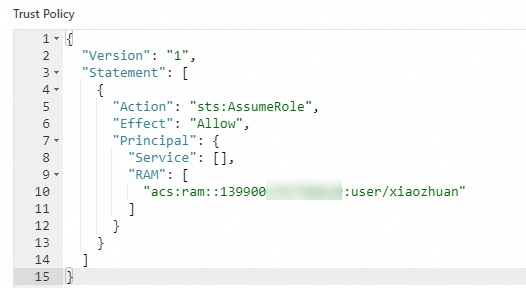 Trust Policy
1 {
2 "Version": "1",
3 "Statement": [
4 {
5 "Action": "sts:AssumeRole",
6 "Effect": "Allow",
7 "Principal": {
8 "Service": [],
9 "RAM": [
10 "acs:ram::139900 :user/xiaozhuan"
11 ]
12 }
13 }
14 ]
15 }